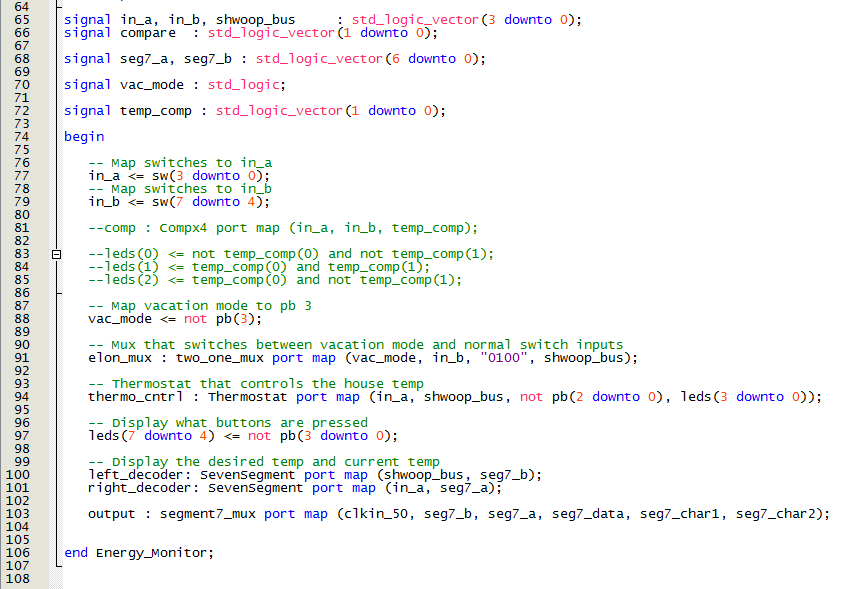 64
65 signal in_a, in_b, shwoop_bus     : std_logic_vector(3 downto 0);
66 signal compare  : std_logic_vector(1 downto 0);
67
68 signal seg7_a, seg7_b : std_logic_vector(6 downto 0);
69
70 signal vac_mode : std_logic;
71
72 signal temp_comp : std_logic_vector(1 downto 0);
73
74 begin
75
76    -- Map switches to in_a
77    in_a <= sw(3 downto 0);
78    -- Map switches to in_b
79    in_b <= sw(7 downto 4);
80
81    --comp : Compx4 port map (in_a, in_b, temp_comp);
82
83    --leds(0) <= not temp_comp(0) and not temp_comp(1);
84    --leds(1) <= temp_comp(0) and temp_comp(1);
85    --leds(2) <= temp_comp(0) and not temp_comp(1);
86
87    -- Map vacation mode to pb 3
88    vac_mode <= not pb(3);
89
90    -- Mux that switches between vacation mode and normal switch inputs
91    elon_mux : two_one_mux port map (vac_mode, in_b, "0100", shwoop_bus);
92
93    -- Thermostat that controls the house temp
94    thermo_cntrl : Thermostat port map (in_a, shwoop_bus, not pb(2 downto 0), leds(3 downto 0));
95
96    -- Display what buttons are pressed
97    leds(7 downto 4) <= not pb(3 downto 0);
98
99    -- Display the desired temp and current temp
100    left_decoder: SevenSegment port map (shwoop_bus, seg7_b);
101    right_decoder: SevenSegment port map (in_a, seg7_a);
102
103    output : segment7_mux port map (clkin_50, seg7_b, seg7_a, seg7_data, seg7_char1, seg7_char2);
104
105
106 end Energy_Monitor;
107
108